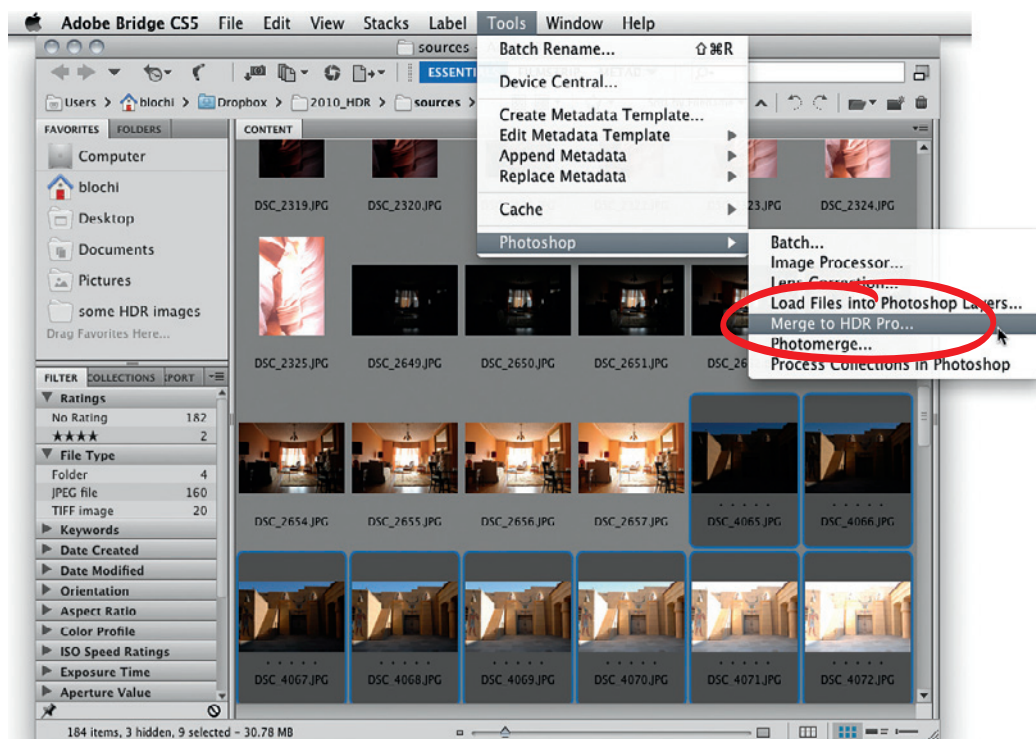 Adobe Bridge CS5 File Edit View Stacks Label Tools Window Help
sources
ESSENTI
Users > blochi > Dropbox > 2010_HDR > sources >
Batch Rename... ⇧⌘R
Device Central...
Create Metadata Template...
Edit Metadata Template
Append Metadata
Replace Metadata
Cache
Photoshop
Batch...
Image Processor...
Lens Correction...
Load Files into Photoshop Layers...
Merge to HDR Pro...
Photomerge...
Process Collections in Photoshop
FAVORITES FOLDERS
Computer
blochi
Desktop
Documents
Pictures
some HDR images
Drag Favorites Here...
FILTER COLLECTIONS PORT
Ratings
No Rating 182
★★★★ 2
File Type
Folder 4
JPEG file 160
TIFF image 20
Keywords
Date Created
Date Modified
Orientation
Aspect Ratio
Color Profile
ISO Speed Ratings
Exposure Time
Aperture Value
CONTENT
DSC_2319.JPG DSC_2320.JPG 23.JPG DSC_2324.JPG
DSC_2325.JPG DSC_2649.JPG DSC_2650.JPG DSC_2651.JPG DSC_26
DSC_2654.JPG DSC_2655.JPG DSC_2656.JPG DSC_2657.JPG DSC_4065.JPG DSC_4066.JPG
DSC_4067.JPG DSC_4068.JPG DSC_4069.JPG DSC_4070.JPG DSC_4071.JPG DSC_4072.JPG
184 items, 3 hidden, 9 selected - 30.78 MB